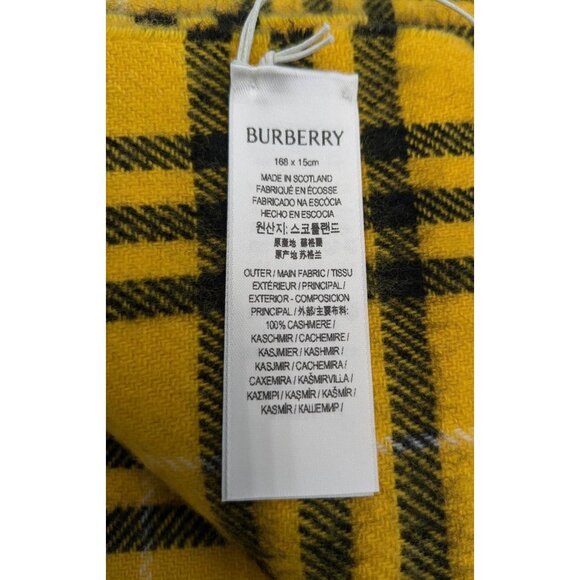 BURBERRY
168 x 15cm
MADE IN SCOTLAND
FABRIQUÉ EN ÉCOSSE
FABRICADO NA ESCÓCIA
HECHO EN ESCOCIA
원산지: 스코틀랜드
原產地 蘇格蘭
原产地 苏格兰
OUTER / MAIN FABRIC / TISSU
EXTÉRIEUR / PRINCIPAL /
EXTERIOR - COMPOSICION
PRINCIPAL / 外部/主要布料:
100% CASHMERE /
KASCHMIR / CACHEMIRE /
KASJMIER / KASHMIR /
KASJMIR / CACHEMIRA /
CAXEMIRA / KAŠMIRVILLA /
ΚΑΣΜΙΡΙ / KAŞMİR / KAŠMÍR /
KASMÍR / КАШЕМИР /